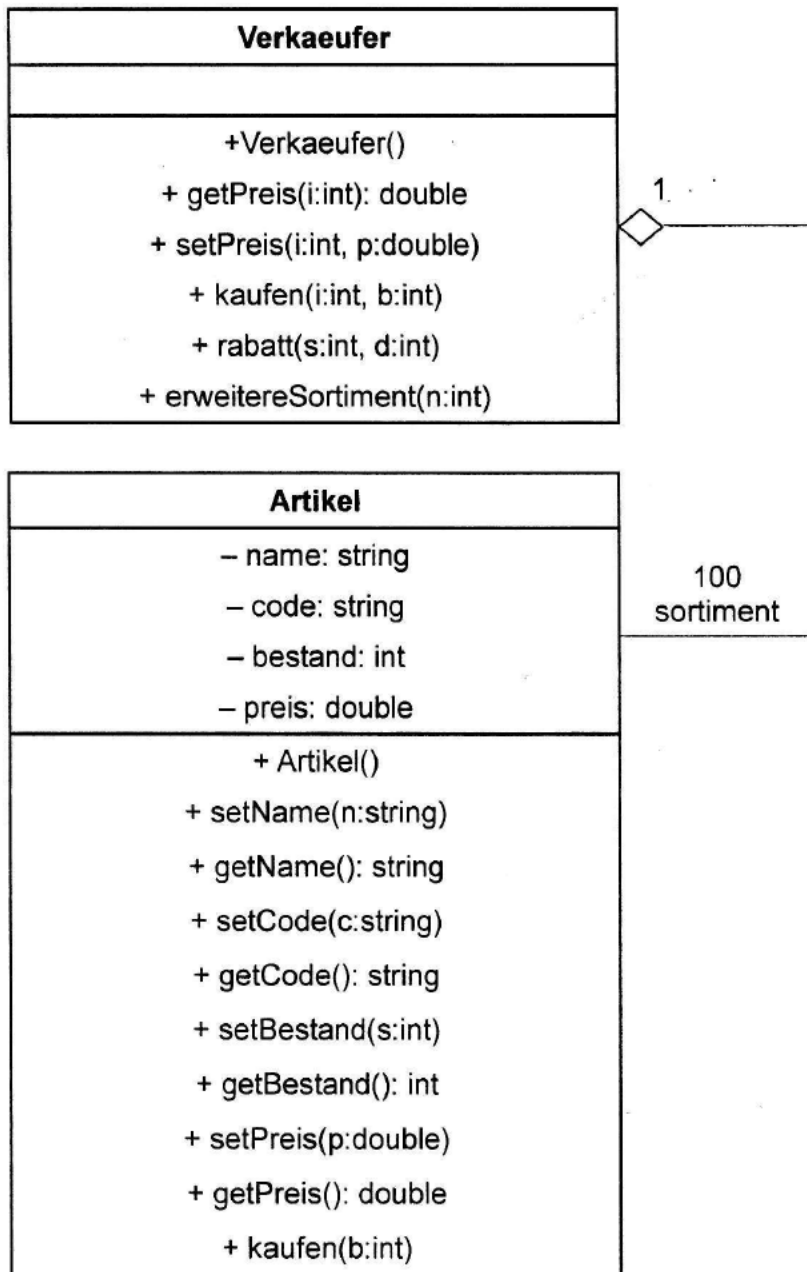 Verkaeufer
+Verkaeufer()
+ getPreis(i:int): double
+ setPreis(i:int, p:double)
+ kaufen(i:int, b:int)
+ rabatt(s:int, d:int)
+ erweitereSortiment(n:int)
1
Artikel
– name: string
– code: string
– bestand: int
– preis: double
100
sortiment
+ Artikel()
+ setName(n:string)
+ getName(): string
+ setCode(c:string)
+ getCode(): string
+ setBestand(s:int)
+ getBestand(): int
+ setPreis(p:double)
+ getPreis(): double
+ kaufen(b:int)